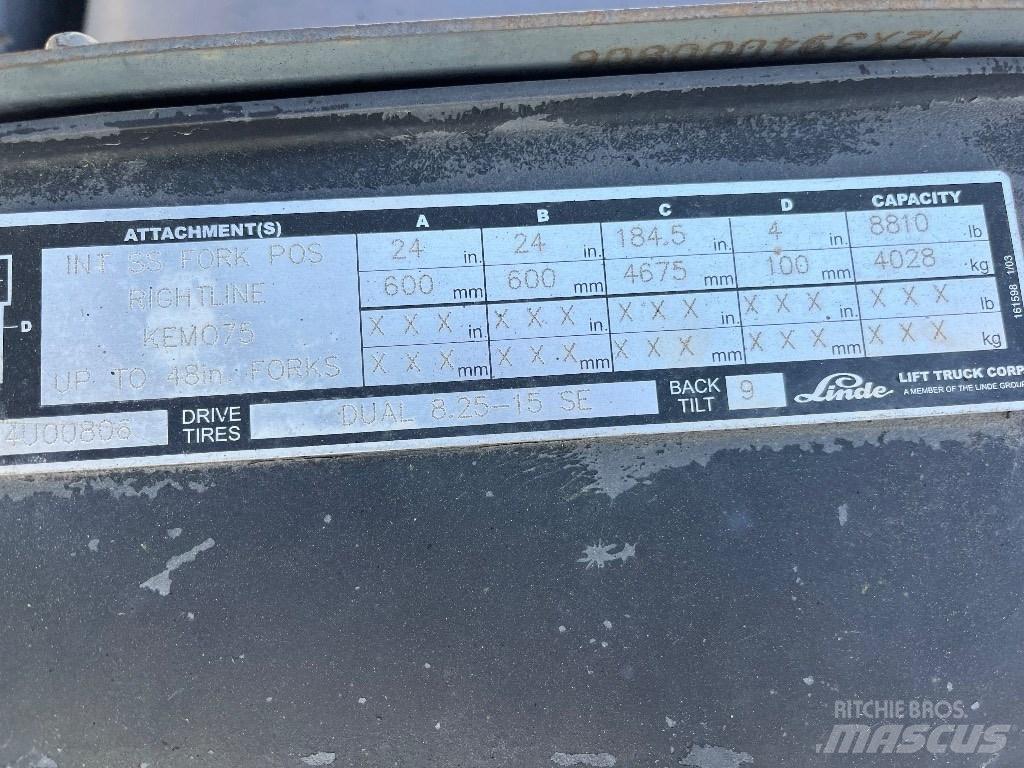 H2X394U00806
ATTACHMENT(S) A B C D CAPACITY
INT SS FORK POS 24 in. 24 in. 184.5 in. 4 in. 8810 lb
RIGHTLINE 600 mm 600 mm 4675 mm 100 mm 4028 kg
KEM075 X X X in. X X X in. X X X in. X X X in. X X X lb
UP TO 48in. FORKS X X X mm X X X mm X X X mm X X X mm X X X kg
D
161598 1/03
4U00806 DRIVE TIRES DUAL 8.25-15 SE BACK TILT 9 Linde LIFT TRUCK CORP
A MEMBER OF THE LINDE GROUP
RITCHIE BROS.
MASCUS